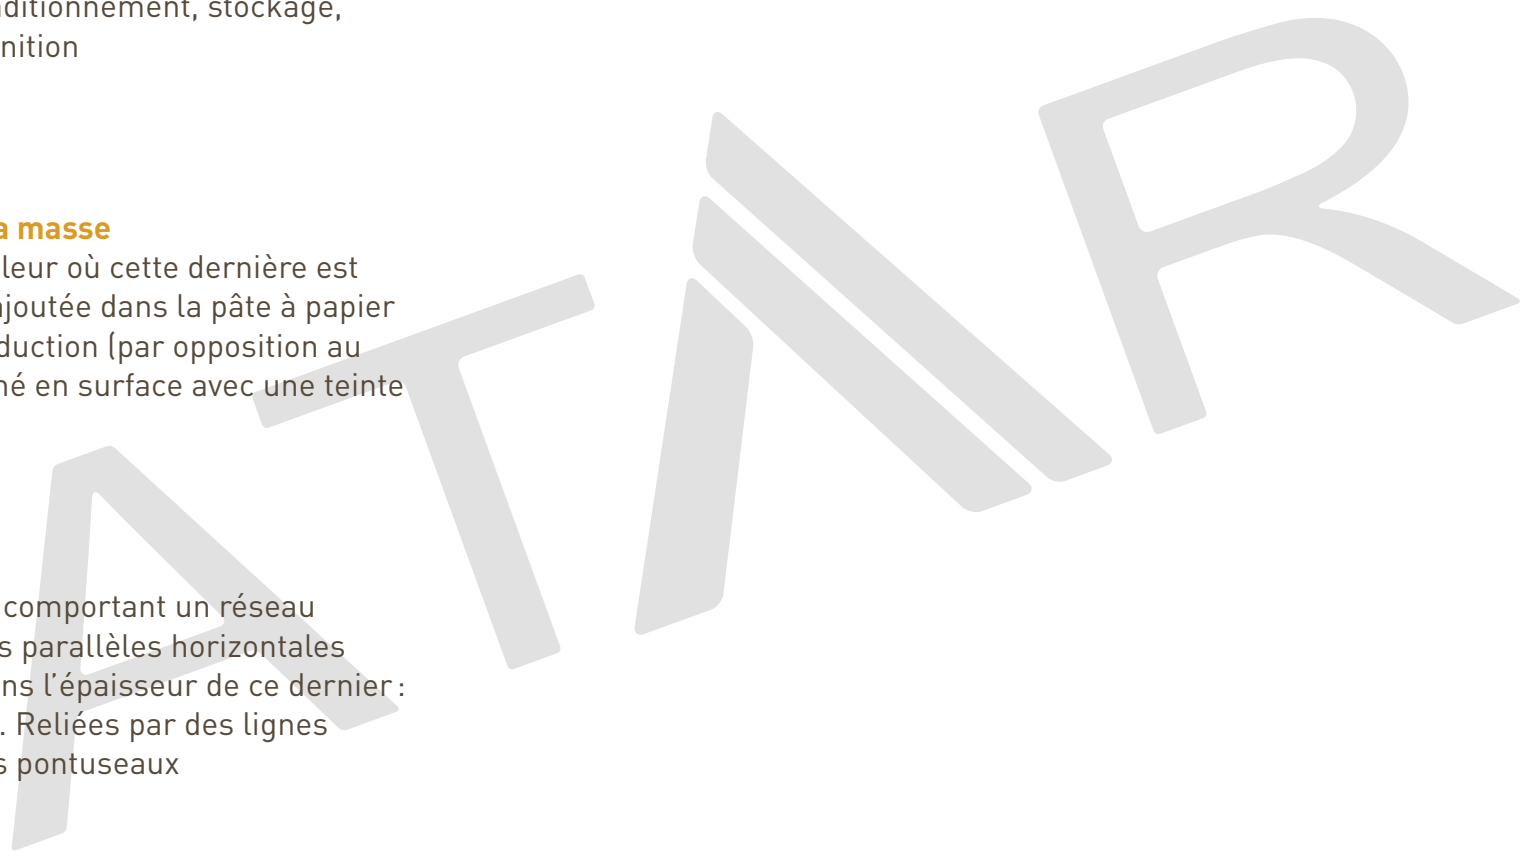 nditionnement, stockage,
nition
a masse
leur où cette dernière est
ajoutée dans la pâte à papier
duction (par opposition au
né en surface avec une teinte
comportant un réseau
s parallèles horizontales
ns l’épaisseur de ce dernier :
. Reliées par des lignes
s pontuseaux
ATAR